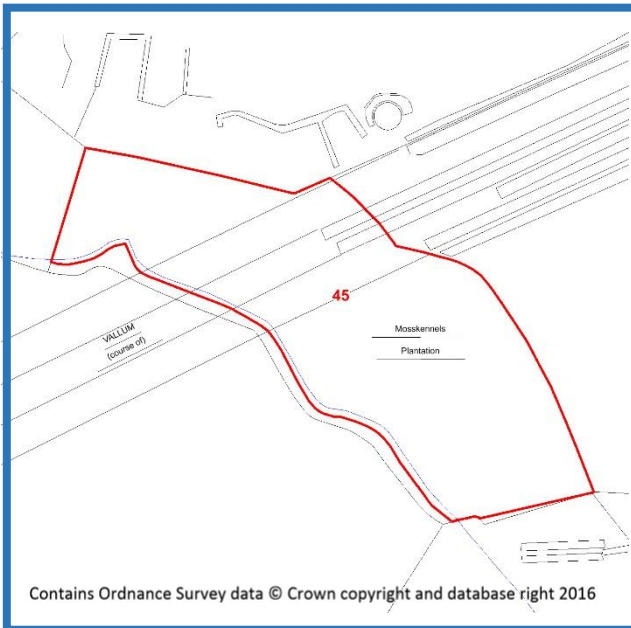 45
VALLUM
(course of)
Mosskennels
Plantation
Contains Ordnance Survey data © Crown copyright and database right 2016